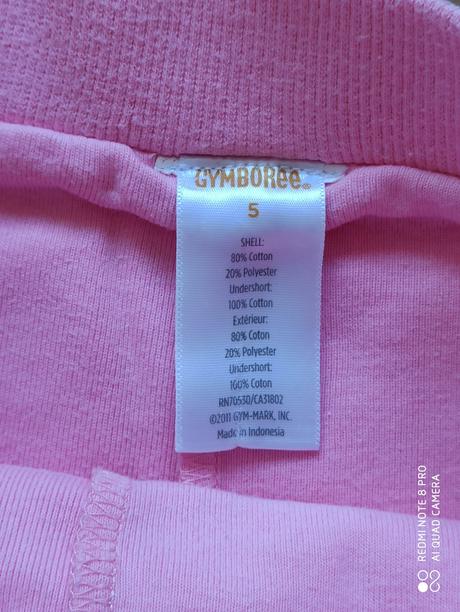 GYMBOREE®
5
SHELL:
80% Cotton
20% Polyester
Undershort:
100% Cotton
Extérieur:
80% Coton
20% Polyester
Undershort:
100% Coton
RN70530/CA31802
©2011 GYM-MARK, INC.
Made in Indonesia
REDMI NOTE 8 PRO
AI QUAD CAMERA